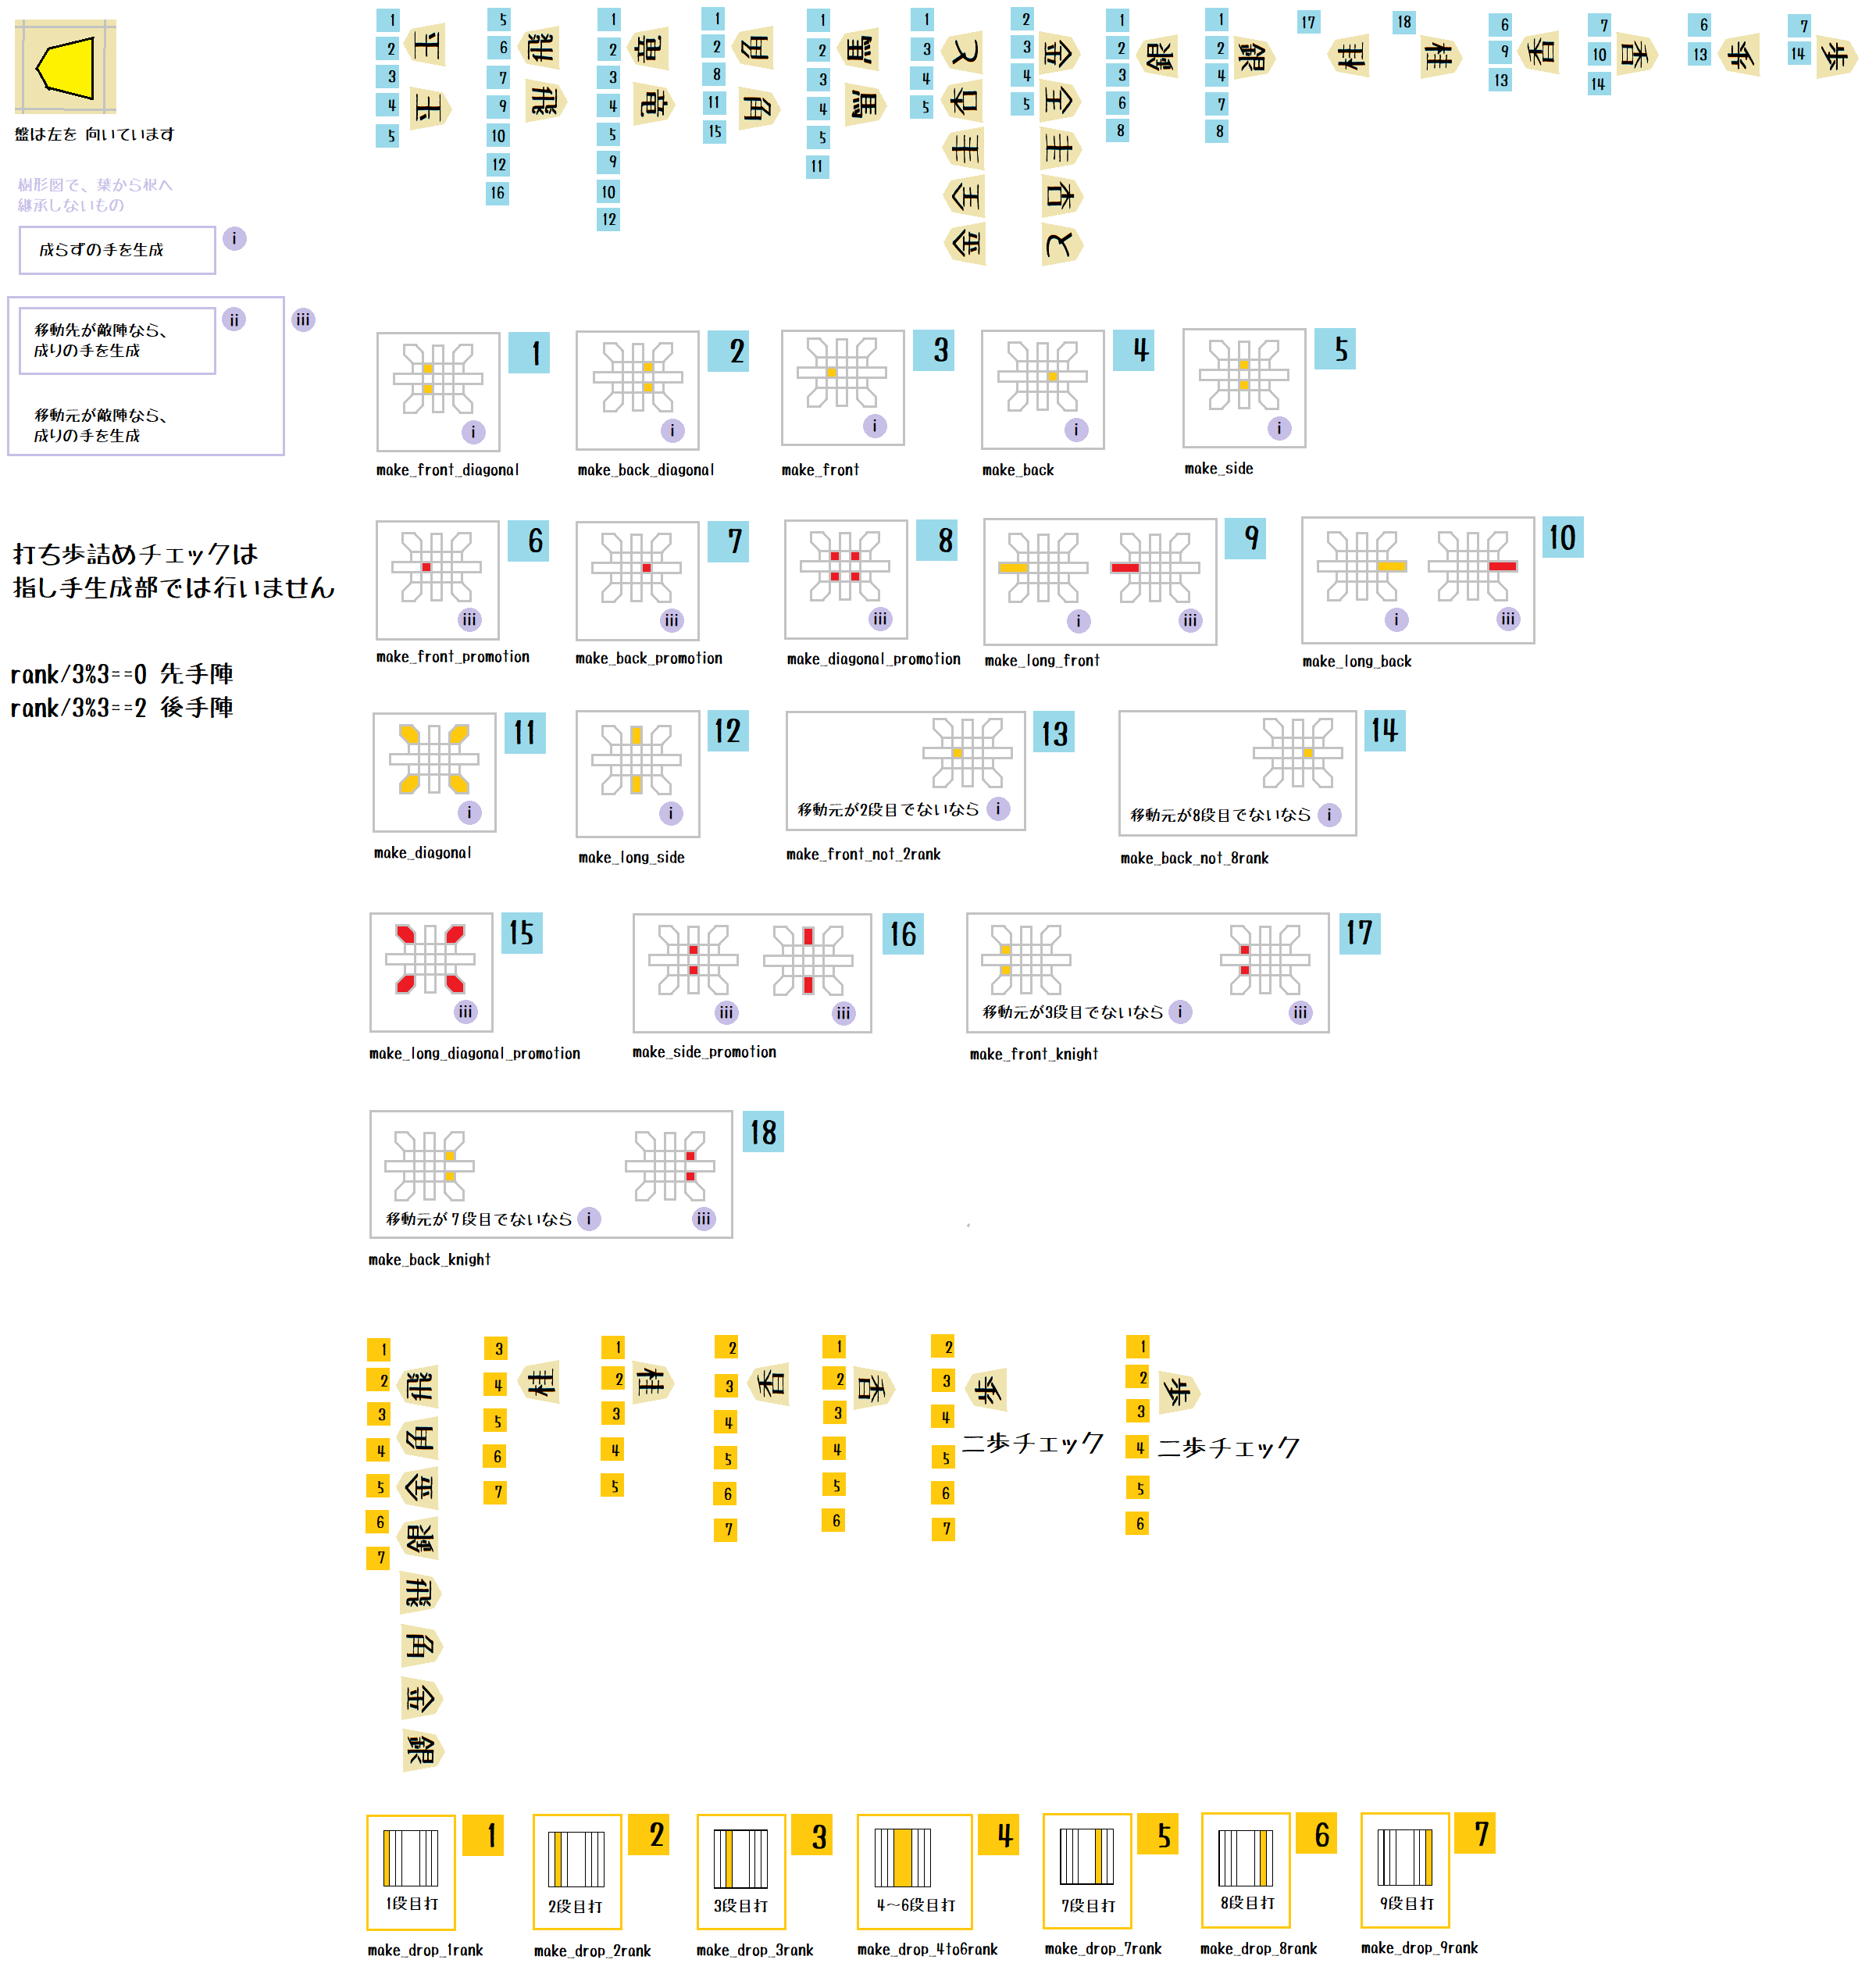 盤は左を 向いています
樹形図で、葉から根へ
継承しないもの
成らずの手を生成
i
移動先が敵陣なら、
成りの手を生成
ii
iii
移動元が敵陣なら、
成りの手を生成
打ち歩詰めチェックは
指し手生成部では行いません
rank/3%3==0 先手陣
rank/3%3==2 後手陣
1
2
3
4
5
玉
玉
5
6
7
9
10
12
16
飛
飛
1
2
3
4
5
9
10
12
竜
竜
1
2
8
11
15
角
角
1
2
3
4
5
11
馬
馬
1
3
4
5
と
杏
圭
全
金
2
3
4
5
金
全
圭
杏
と
1
2
3
6
8
銀
1
2
4
7
8
銀
17
桂
18
桂
6
9
13
香
7
10
14
香
6
13
歩
7
14
歩
1
i
make_front_diagonal
2
i
make_back_diagonal
3
i
make_front
4
i
make_back
5
i
make_side
6
iii
make_front_promotion
7
iii
make_back_promotion
8
iii
make_diagonal_promotion
9
i
iii
make_long_front
10
i
iii
make_long_back
11
i
make_diagonal
12
i
make_long_side
13
移動元が2段目でないなら i
make_front_not_2rank
14
移動元が8段目でないなら i
make_back_not_8rank
15
iii
make_long_diagonal_promotion
16
iii
iii
make_side_promotion
17
移動元が3段目でないなら i
iii
make_front_knight
18
移動元が7段目でないなら i
iii
make_back_knight
1
2
3
4
5
6
7
飛
角
金
銀
飛
角
金
銀
3
4
5
6
7
桂
1
2
3
4
5
桂
2
3
4
5
6
7
香
1
2
3
4
5
6
香
2
3
4
5
6
7
歩
二歩チェック
1
2
3
4
5
6
歩
二歩チェック
1
1段目打
make_drop_1rank
2
2段目打
make_drop_2rank
3
3段目打
make_drop_3rank
4
4～6段目打
make_drop_4to6rank
5
7段目打
make_drop_7rank
6
8段目打
make_drop_8rank
7
9段目打
make_drop_9rank